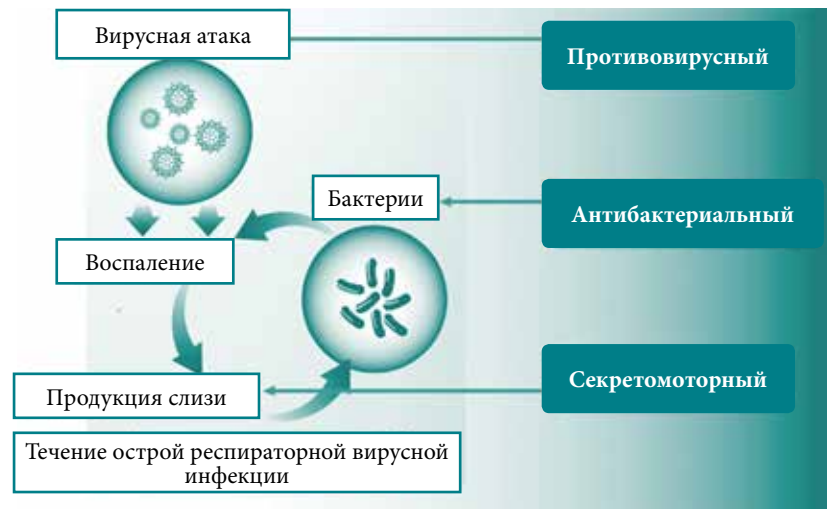 Вирусная атака
Противовирусный
Бактерии
Антибактериальный
Воспаление
Секретомоторный
Продукция слизи
Течение острой респираторной вирусной
инфекции